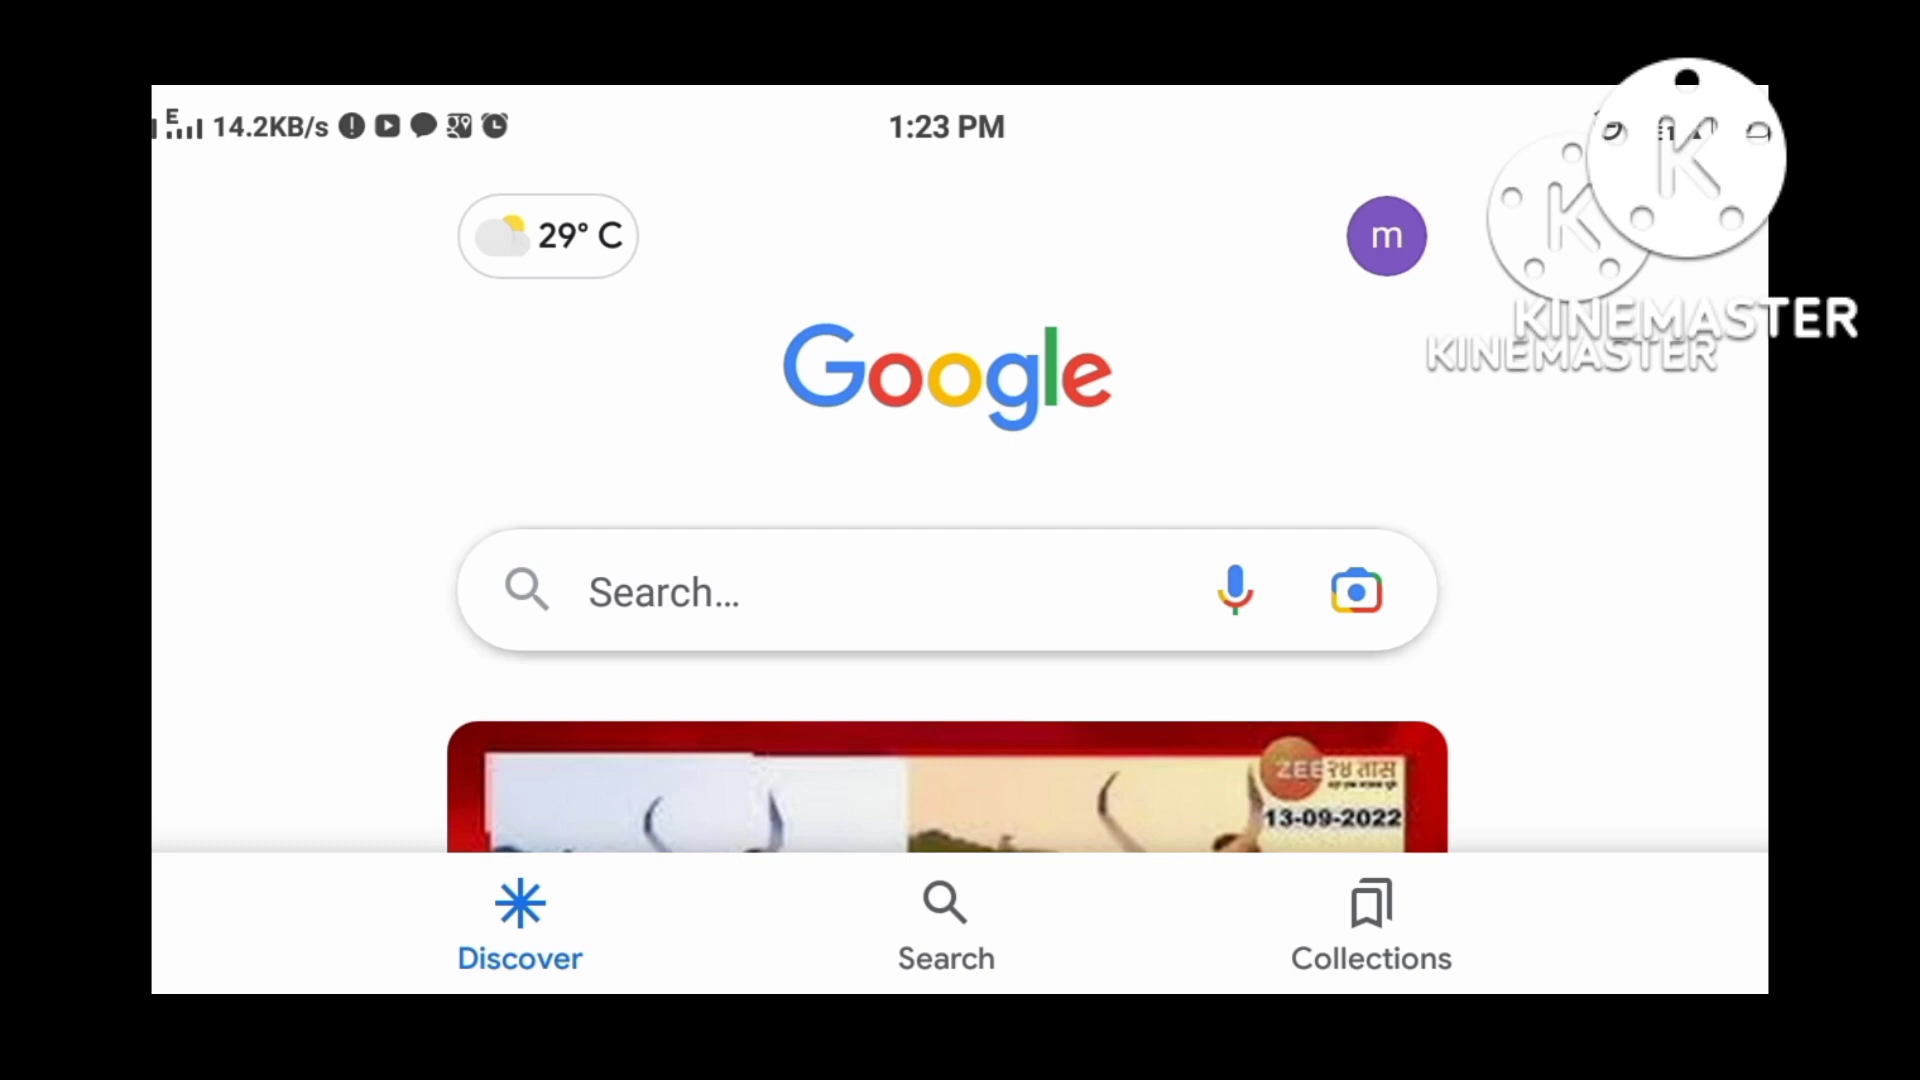 E
14.2KB/s
1:23 PM
29° C
m
KINEMASTER
KINEMASTER
Google
Search...
ZEE २४ तास
13-09-2022
Discover
Search
Collections